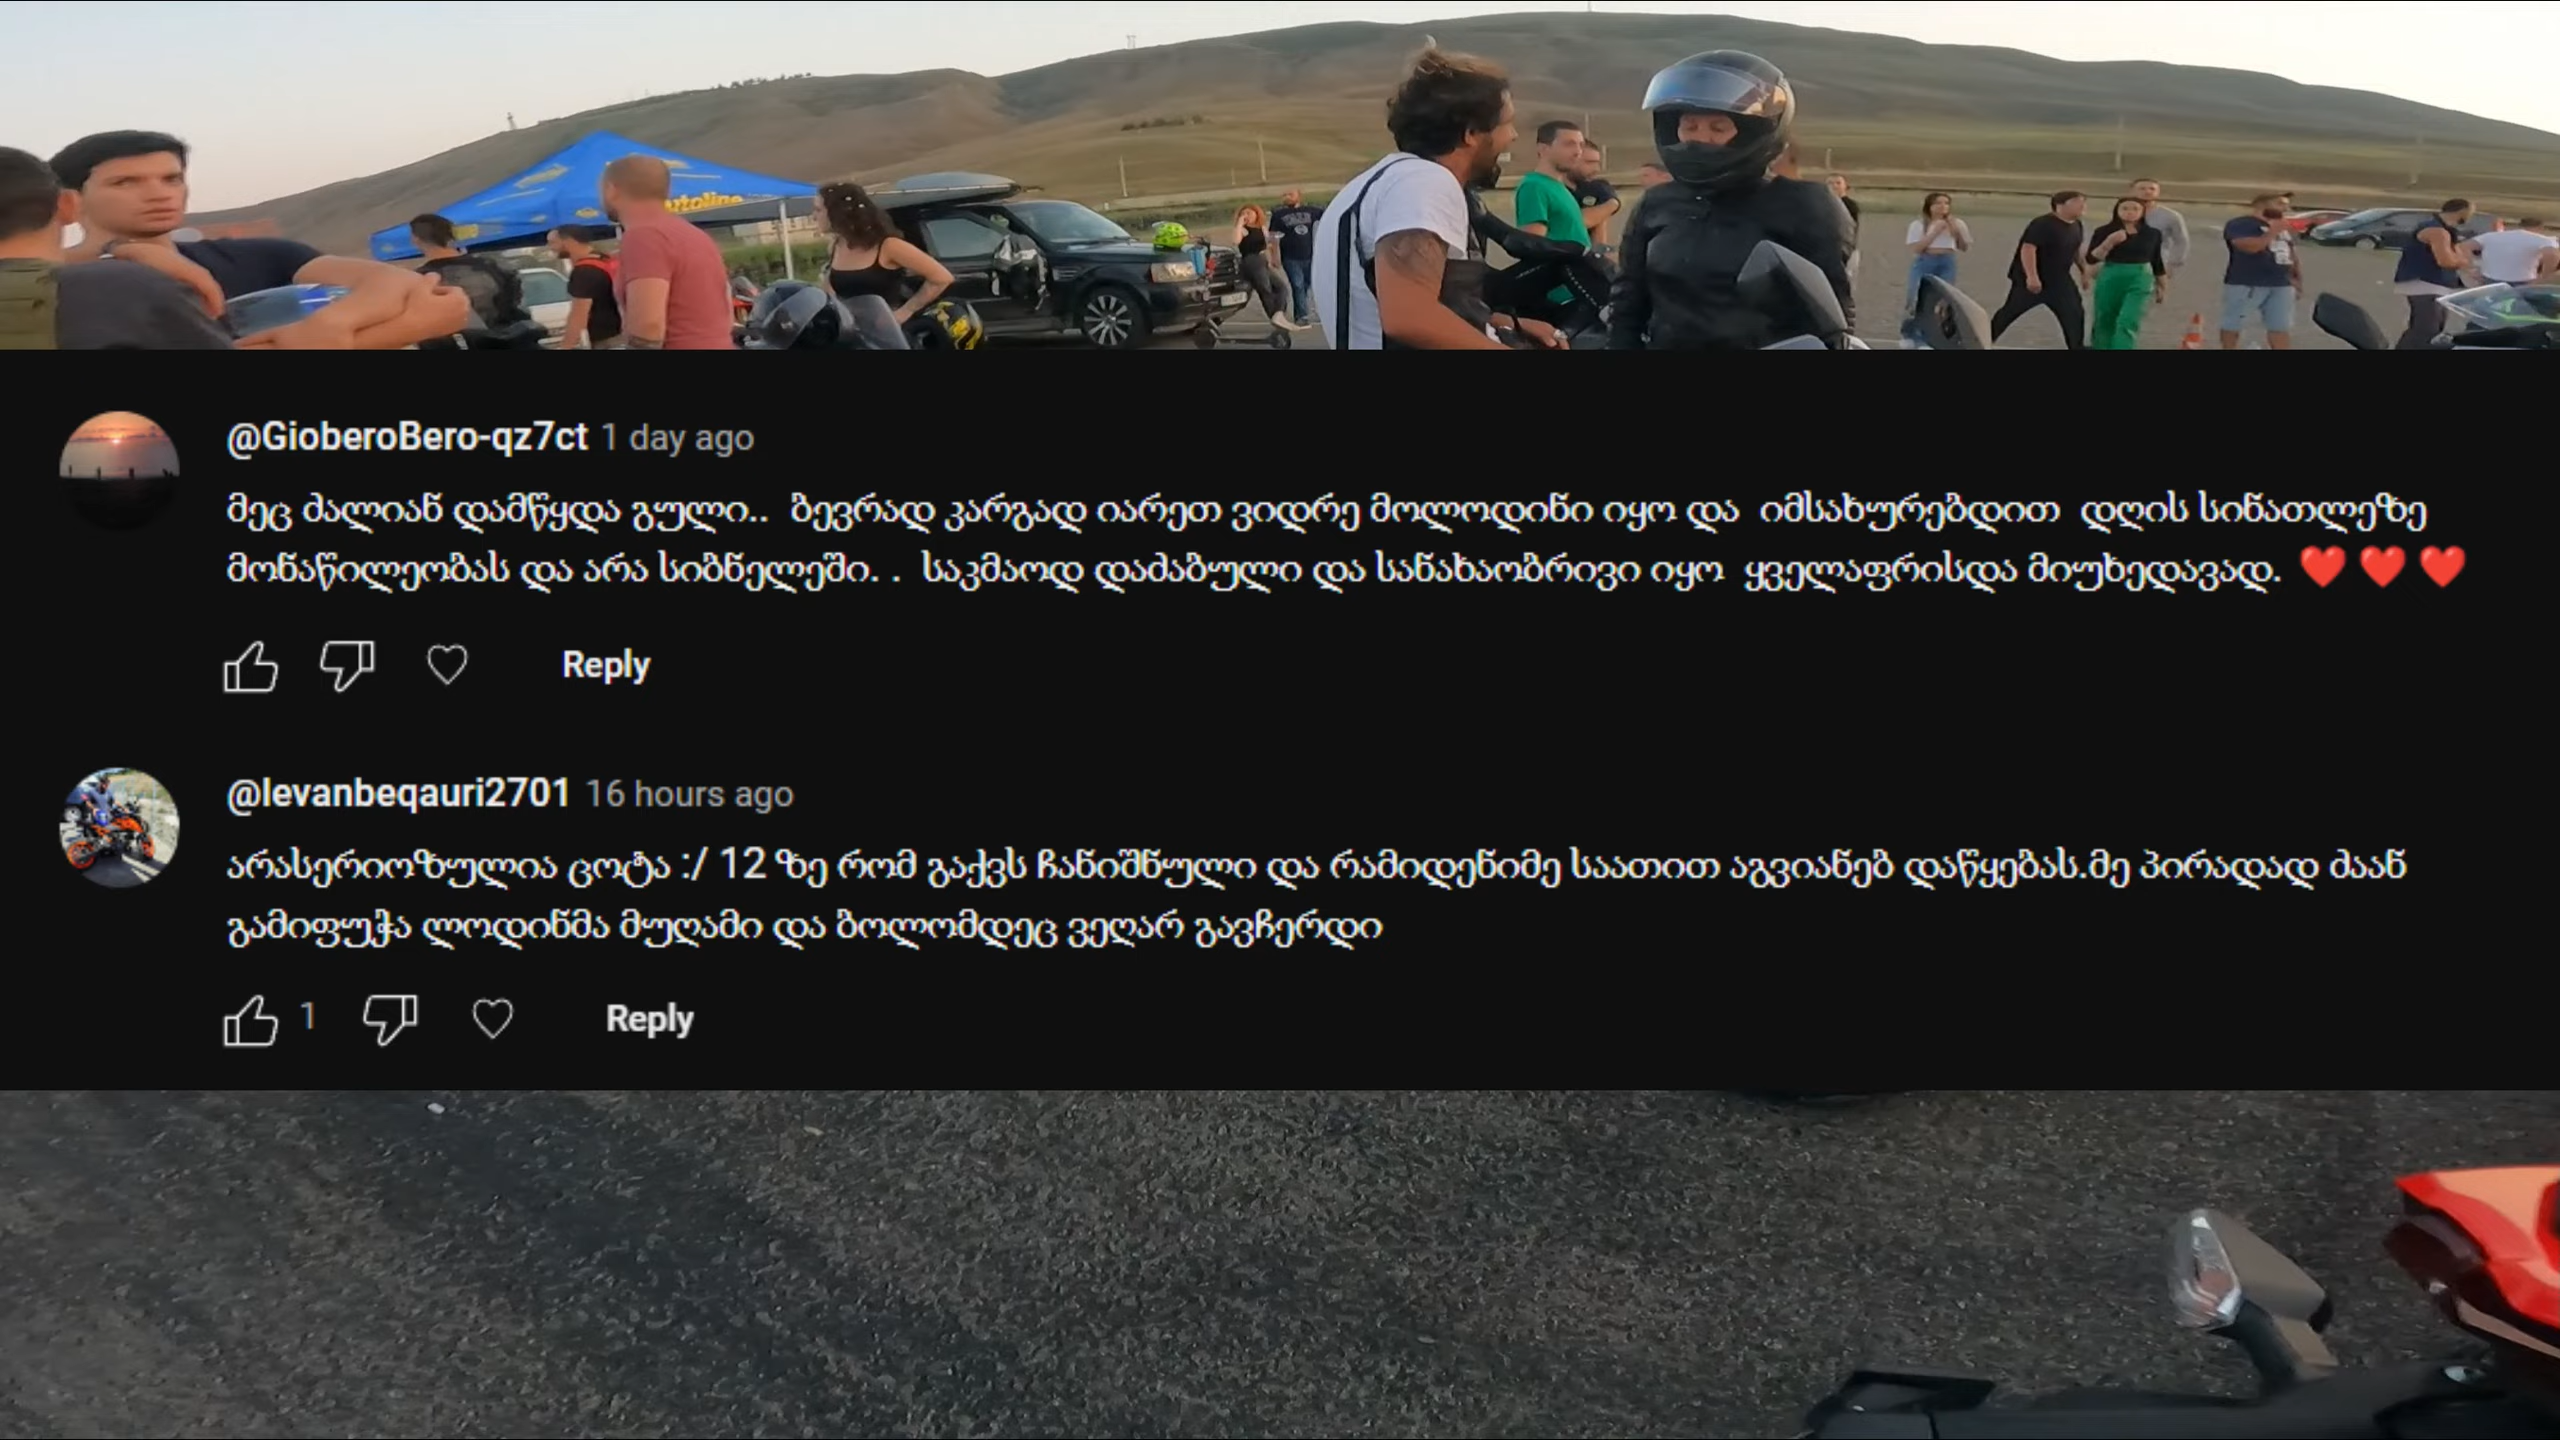 utoline
@GioberoBero-qz7ct 1 day ago
მეც ძალიან დამწყდა გული.. ბევრად კარგად იარეთ ვიდრე მოლოდინი იყო და იმსახურებდით დღის სინათლეზე
მონაწილეობას და არა სიბნელეში. . საკმაოდ დაძაბული და სანახაობრივი იყო ყველაფრისდა მიუხედავად. ❤️ ❤️ ❤️
Reply
@levanbeqauri2701 16 hours ago
არასერიოზულია ცოტა :/ 12 ზე რომ გაქვს ჩანიშნული და რამიდენიმე საათით აგვიანებ დაწყებას.მე პირადად ძაან
გამიფუჭა ლოდინმა მუღამი და ბოლომდეც ვეღარ გავჩერდი
1 Reply